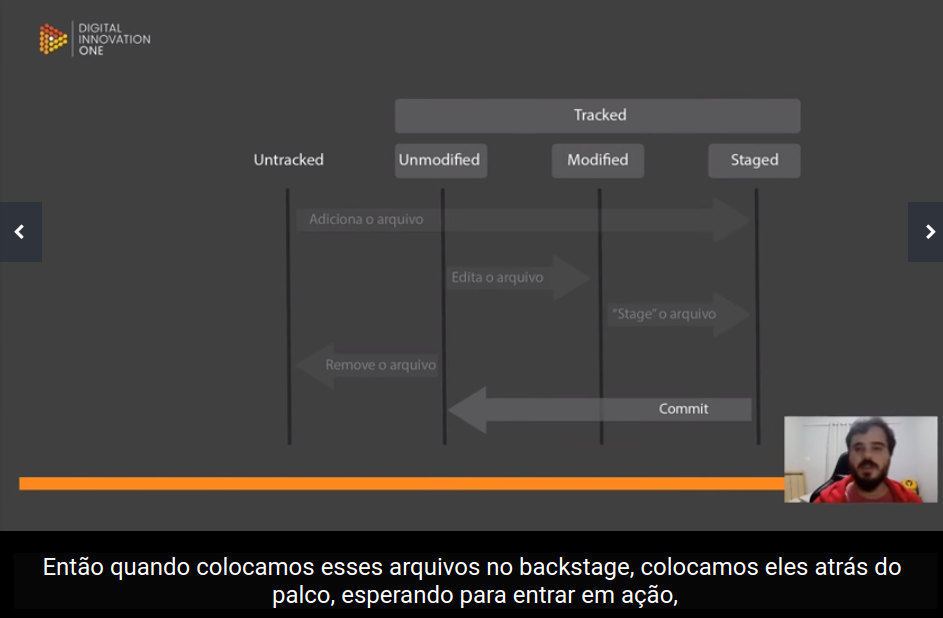 DIGITAL
INNOVATION
ONE
Tracked
Untracked
Unmodified
Modified
Staged
Adiciona o arquivo
Edita o arquivo
"Stage" o arquivo
Remove o arquivo
Commit
Então quando colocamos esses arquivos no backstage, colocamos eles atrás do
palco, esperando para entrar em ação,